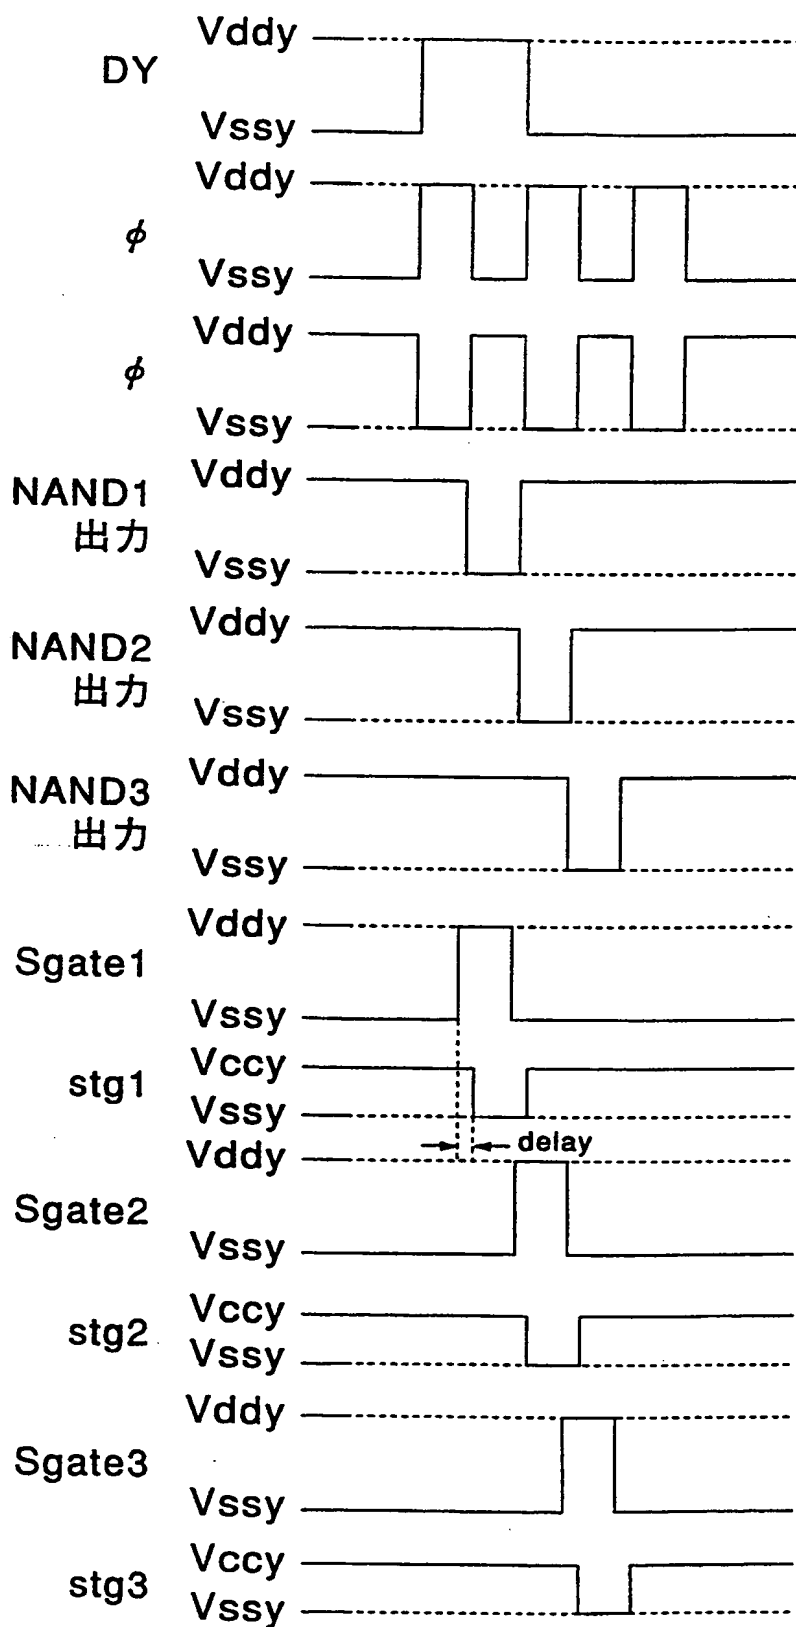 Vddy
DY
Vssy
Vddy
φ
Vssy
Vddy
φ
Vssy
Vddy
NAND1
出力
Vssy
Vddy
NAND2
出力
Vssy
Vddy
NAND3
出力
Vssy
Vddy
Sgate1
Vssy
Vccy
stg1
Vssy
delay
Vddy
Sgate2
Vssy
Vccy
stg2
Vssy
Vddy
Sgate3
Vssy
Vccy
stg3
Vssy